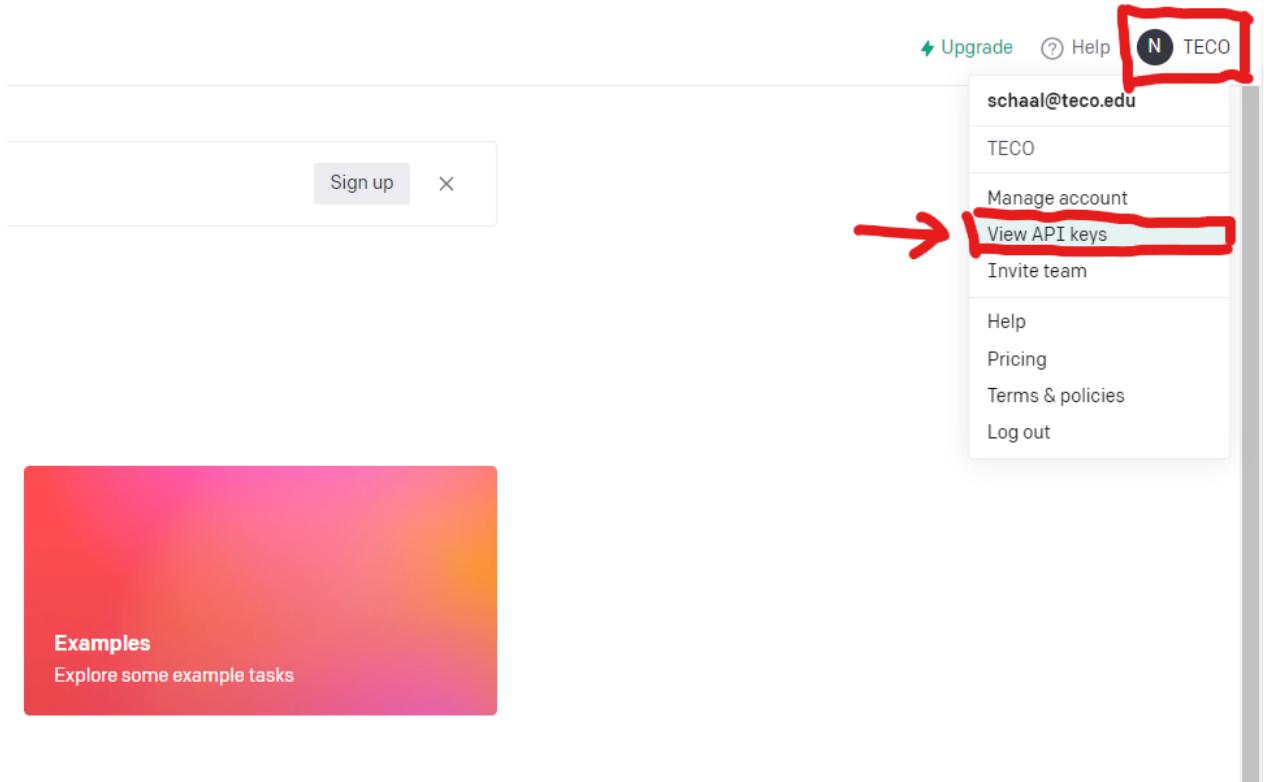 Upgrade Help N TECO
schaal@teco.edu
TECO
Sign up
Manage account
View API keys
Invite team
Help
Pricing
Terms & policies
Log out
Examples
Explore some example tasks